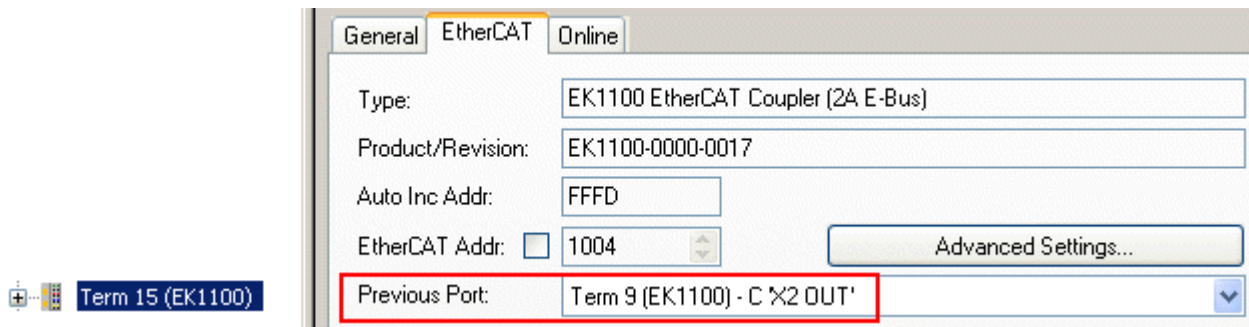 General EtherCAT Online
Type: EK1100 EtherCAT Coupler (2A E-Bus)
Product/Revision: EK1100-0000-0017
Auto Inc Addr: FFFD
EtherCAT Addr: 1004 Advanced Settings...
Term 15 (EK1100) Previous Port: Term 9 (EK1100) - C 'X2 OUT'